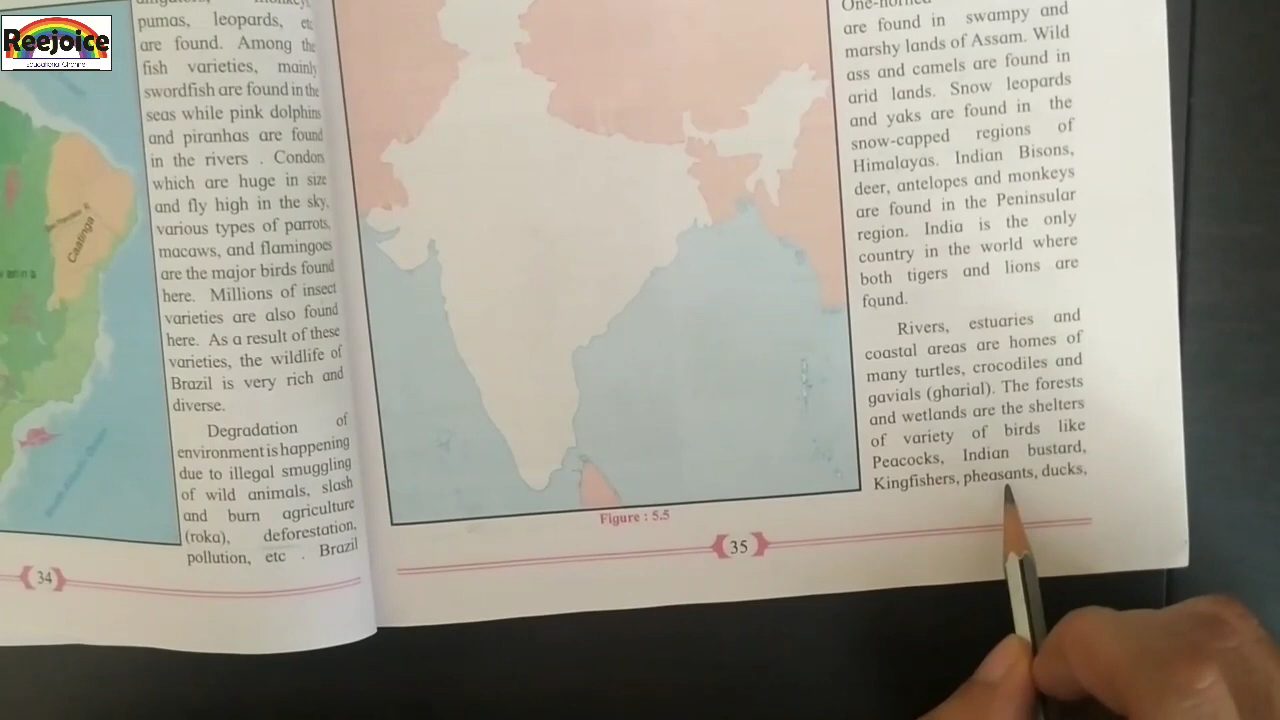 Reejoice
Educational Channel
pumas, leopards, etc
are found. Among the
fish varieties, mainly
swordfish are found in the
seas while pink dolphins
and piranhas are found
in the rivers . Condors
which are huge in size
and fly high in the sky,
various types of parrots,
macaws, and flamingoes
are the major birds found
here. Millions of insect
varieties are also found
here. As a result of these
varieties, the wildlife of
Brazil is very rich and
diverse.
Degradation of
environment is happening
due to illegal smuggling
of wild animals, slash
and burn agriculture
(roka), deforestation,
pollution, etc . Brazil
34
Caatinga
One-horned
are found in swampy and
marshy lands of Assam. Wild
ass and camels are found in
arid lands. Snow leopards
and yaks are found in the
snow-capped regions of
Himalayas. Indian Bisons,
deer, antelopes and monkeys
are found in the Peninsular
region. India is the only
country in the world where
both tigers and lions are
found.
Rivers, estuaries and
coastal areas are homes of
many turtles, crocodiles and
gavials (gharial). The forests
and wetlands are the shelters
of variety of birds like
Peacocks, Indian bustard,
Kingfishers, pheasants, ducks,
Figure : 5.5
35